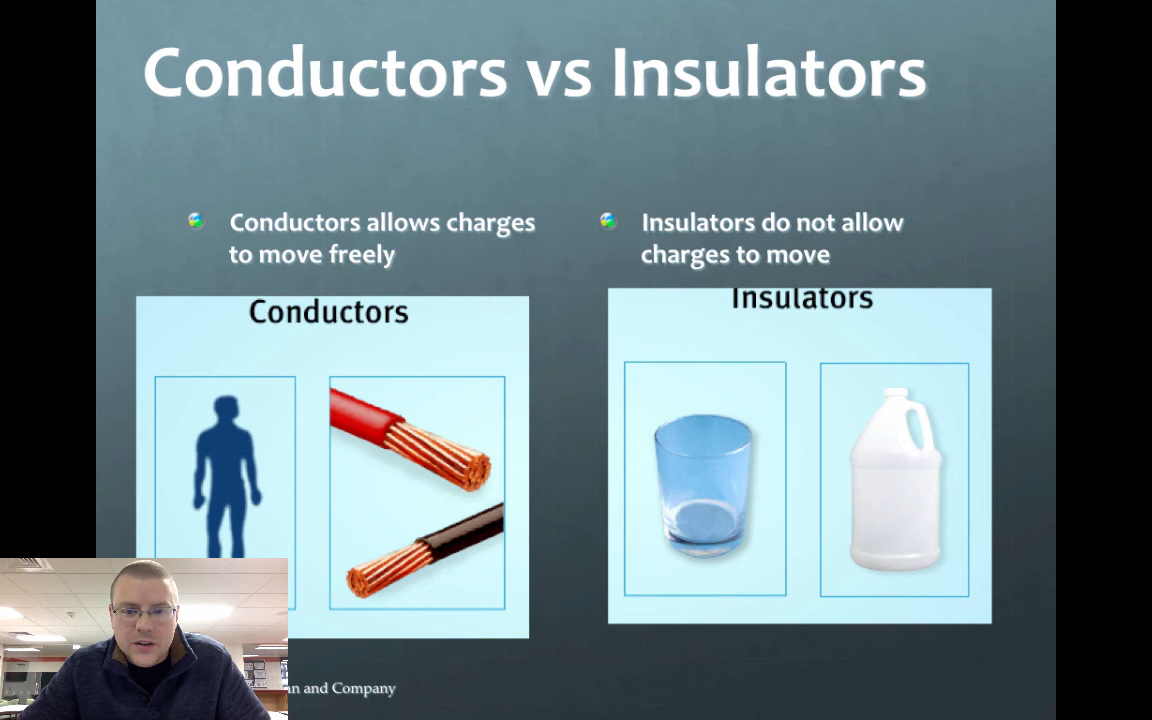 Conductors vs Insulators
Conductors allows charges
to move freely
Insulators do not allow
charges to move
Conductors
Insulators
and Company